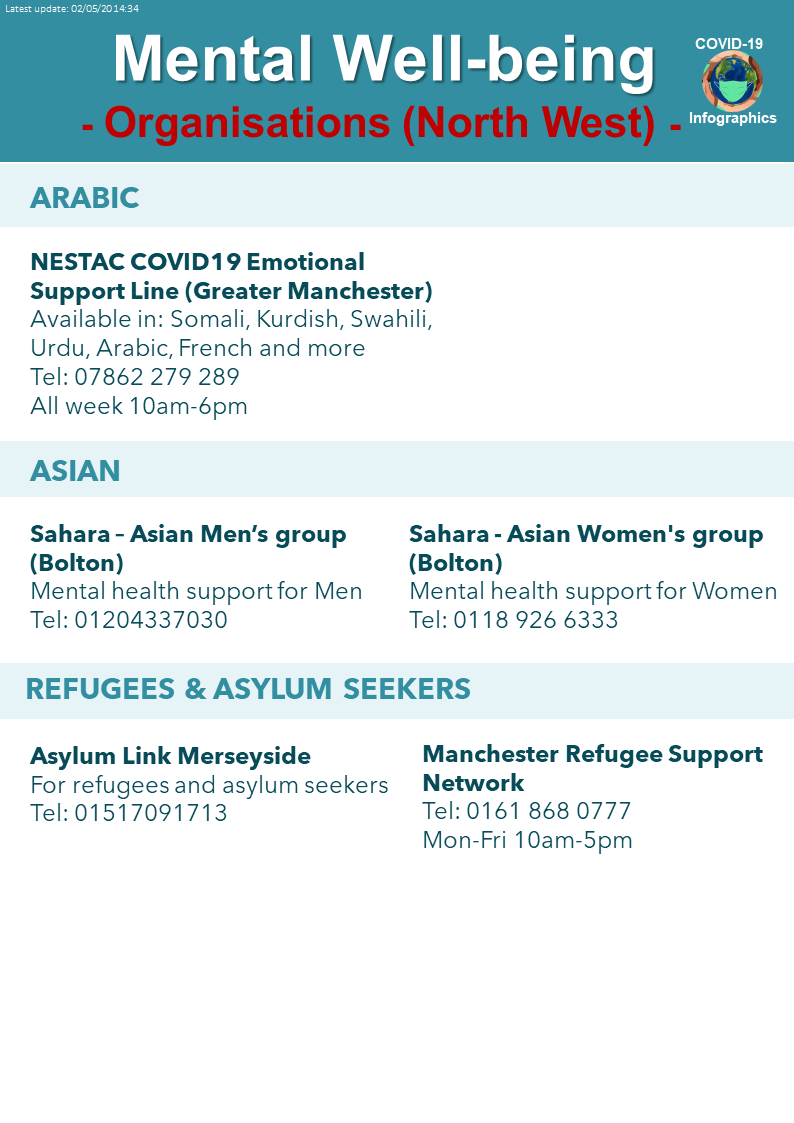 Latest update: 02/05/2014:34
Mental Well-being
COVID-19
- Organisations (North West) -
Infographics
ARABIC
NESTAC COVID19 Emotional
Support Line (Greater Manchester)
Available in: Somali, Kurdish, Swahili,
Urdu, Arabic, French and more
Tel: 07862 279 289
All week 10am-6pm
ASIAN
Sahara – Asian Men’s group
(Bolton)
Mental health support for Men
Tel: 01204337030
Sahara - Asian Women's group
(Bolton)
Mental health support for Women
Tel: 0118 926 6333
REFUGEES & ASYLUM SEEKERS
Asylum Link Merseyside
For refugees and asylum seekers
Tel: 01517091713
Manchester Refugee Support
Network
Tel: 0161 868 0777
Mon-Fri 10am-5pm